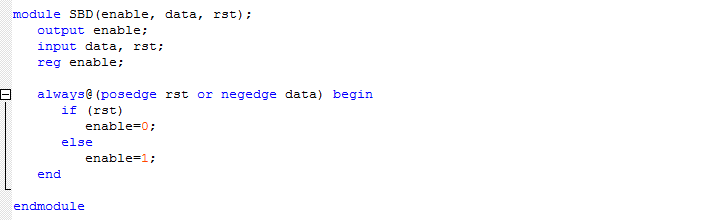 module SBD(enable, data, rst);
output enable;
input data, rst;
reg enable;
always@(posedge rst or negedge data) begin
if (rst)
enable=0;
else
enable=1;
end
endmodule